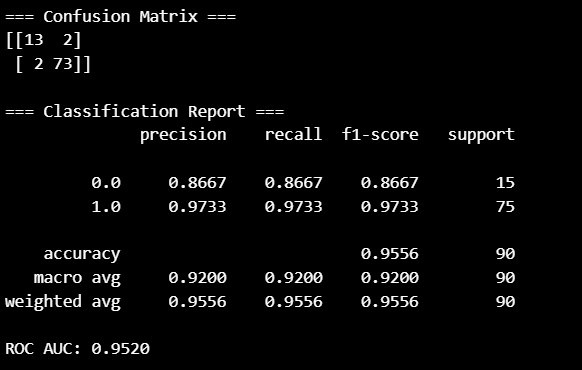 === Confusion Matrix ===
[[13  2]
 [ 2 73]]
=== Classification Report ===
              precision    recall  f1-score   support
         0.0     0.8667    0.8667    0.8667        15
         1.0     0.9733    0.9733    0.9733        75
    accuracy                         0.9556        90
   macro avg     0.9200    0.9200    0.9200        90
weighted avg     0.9556    0.9556    0.9556        90
ROC AUC: 0.9520